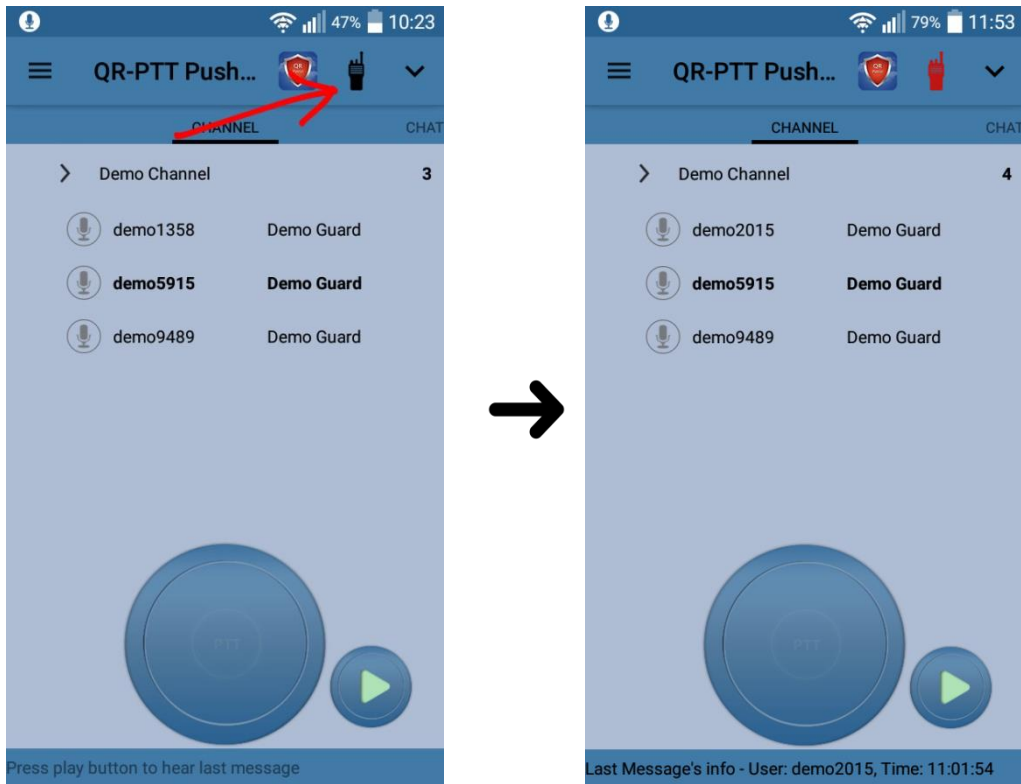 47% 10:23
QR-PTT Push...
CHANNEL CHAT
Demo Channel 3
demo1358 Demo Guard
demo5915 Demo Guard
demo9489 Demo Guard
PTT
Press play button to hear last message
79% 11:53
QR-PTT Push...
CHANNEL CHAT
Demo Channel 4
demo2015 Demo Guard
demo5915 Demo Guard
demo9489 Demo Guard
PTT
Last Message's info - User: demo2015, Time: 11:01:54